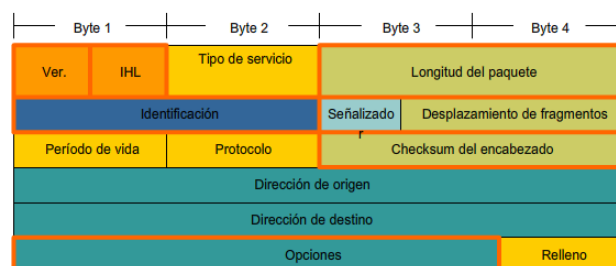 Byte 1 Byte 2 Byte 3 Byte 4
Ver. IHL Tipo de servicio Longitud del paquete
Identificación Señalizado
r Desplazamiento de fragmentos
Período de vida Protocolo Checksum del encabezado
Dirección de origen
Dirección de destino
Opciones Relleno